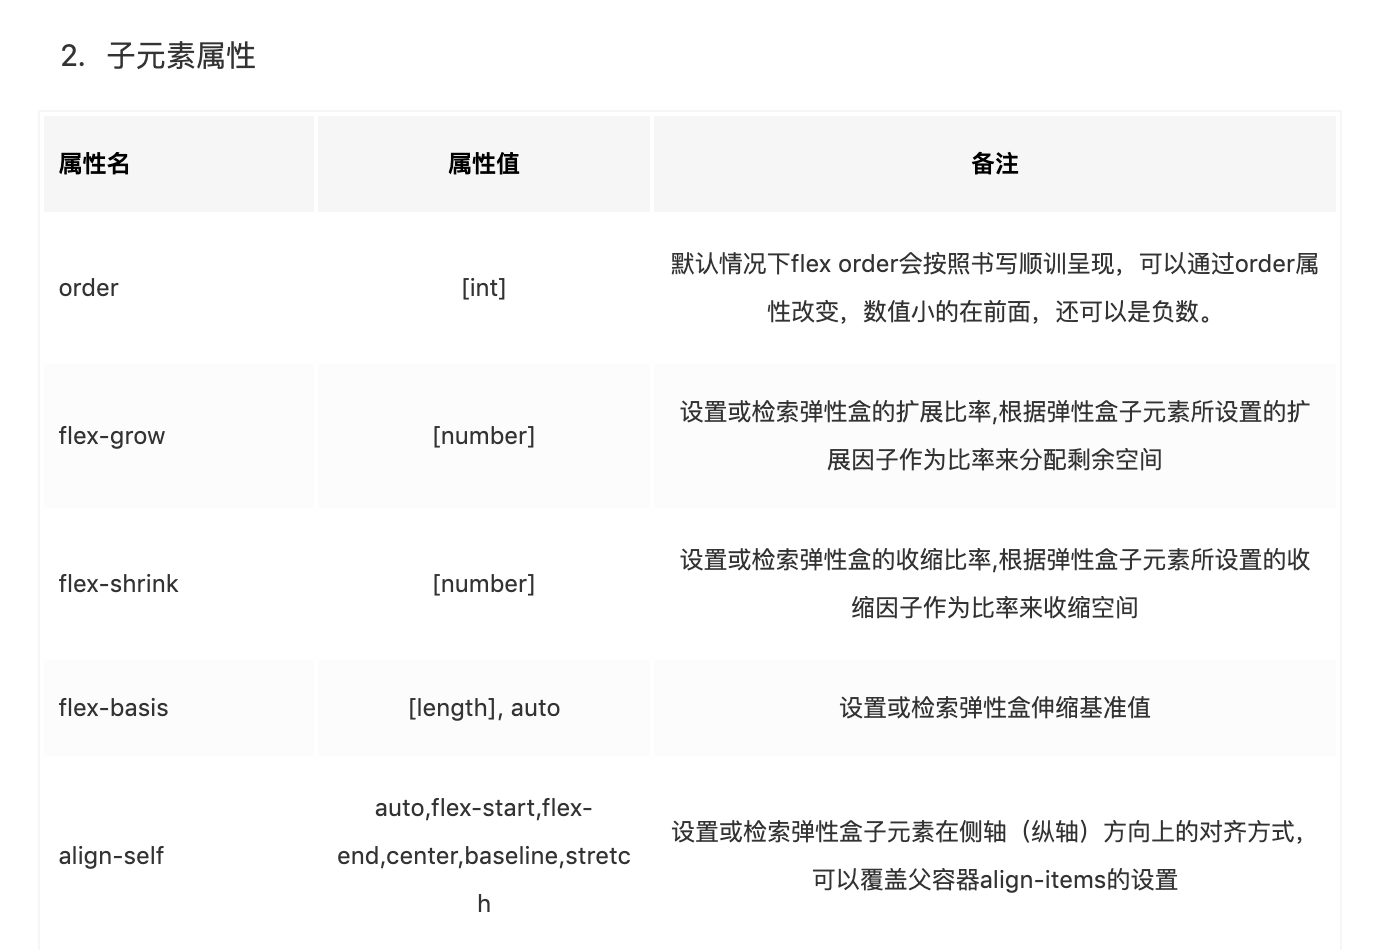 2. 子元素属性
属性名 属性值 备注
order [int] 默认情况下flex order会按照书写顺训呈现，可以通过order属
性改变，数值小的在前面，还可以是负数。
flex-grow [number] 设置或检索弹性盒的扩展比率,根据弹性盒子元素所设置的扩
展因子作为比率来分配剩余空间
flex-shrink [number] 设置或检索弹性盒的收缩比率,根据弹性盒子元素所设置的收
缩因子作为比率来收缩空间
flex-basis [length], auto 设置或检索弹性盒伸缩基准值
align-self
auto,flex-start,flex-
end,center,baseline,stretc
h
设置或检索弹性盒子元素在侧轴（纵轴）方向上的对齐方式，
可以覆盖父容器align-items的设置